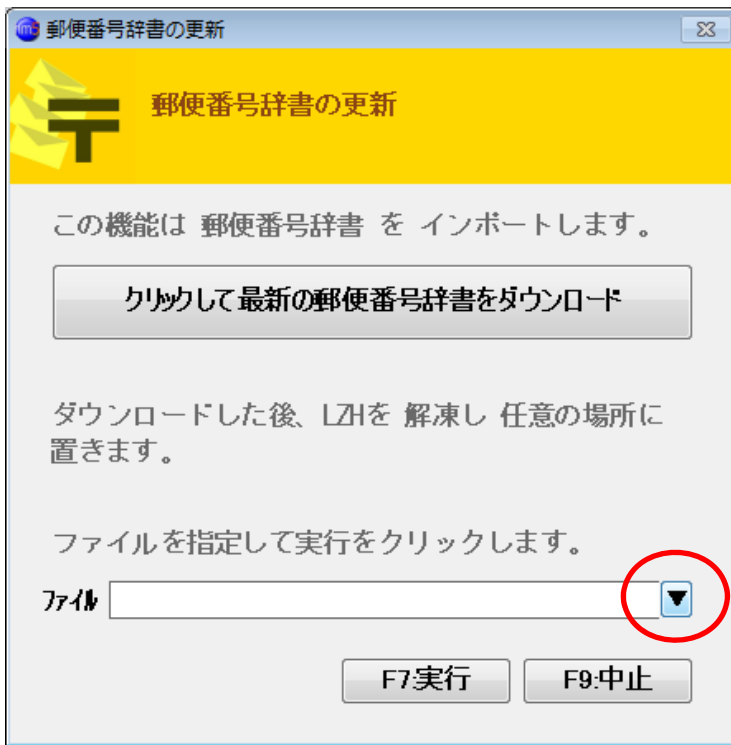 郵便番号辞書の更新
郵便番号辞書の更新
この機能は 郵便番号辞書 を インポートします。
クリックして最新の郵便番号辞書をダウンロード
ダウンロードした後、LZHを 解凍し 任意の場所に
置きます。
ファイルを指定して実行をクリックします。
ファイル
F7:実行 F9:中止